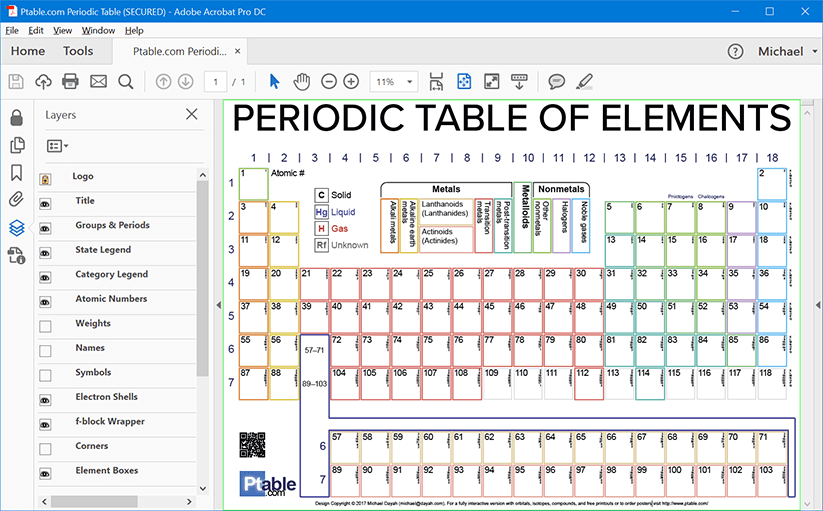 Ptable.com Periodic Table (SECURED) - Adobe Acrobat Pro DC
File Edit View Window Help
Home Tools Ptable.com Periodi... × Michael
1 / 1 11%
Layers
Logo
Title
Groups & Periods
State Legend
Category Legend
Atomic Numbers
Weights
Names
Symbols
Electron Shells
f-block Wrapper
Corners
Element Boxes
PERIODIC TABLE OF ELEMENTS
1 2 3 4 5 6 7 8 9 10 11 12 13 14 15 16 17 18
1 1 Atomic # 2
C Solid
Hg Liquid
H Gas
Rf Unknown
Metals Metalloids Nonmetals
Alkali metals
Alkaline earth metals
Lanthanoids (Lanthanides)
Actinoids (Actinides)
Transition metals
Post-transition metals
Other nonmetals
Halogens
Noble gases
Pnictogens Chalcogens
2 3 4 5 6 7 8 9 10
3 11 12 13 14 15 16 17 18
4 19 20 21 22 23 24 25 26 27 28 29 30 31 32 33 34 35 36
5 37 38 39 40 41 42 43 44 45 46 47 48 49 50 51 52 53 54
6 55 56 57–71 72 73 74 75 76 77 78 79 80 81 82 83 84 85 86
7 87 88 89–103 104 105 106 107 108 109 110 111 112 113 114 115 116 117 118
6 57 58 59 60 61 62 63 64 65 66 67 68 69 70 71
7 89 90 91 92 93 94 95 96 97 98 99 100 101 102 103
Ptable
.com
Design Copyright © 2017 Michael Dayah (michael@dayah.com). For a fully interactive version with orbitals, isotopes, compounds, and free printouts or to order posters, visit http://www.ptable.com/